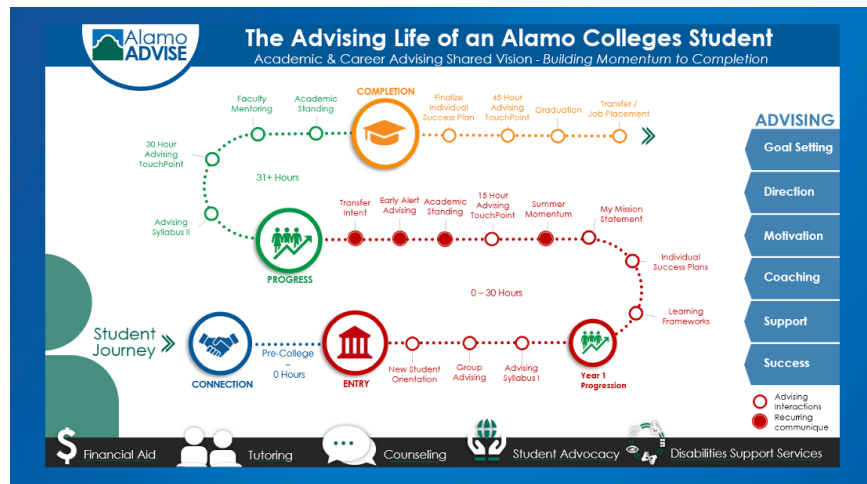 Alamo
ADVISE
The Advising Life of an Alamo Colleges Student
Academic & Career Advising Shared Vision - Building Momentum to Completion
COMPLETION
Faculty
Mentoring
Academic
Standing
Finalize
Individual
Success Plan
45 Hour
Advising
TouchPoint
Graduation
Transfer /
Job Placement
30 Hour
Advising
TouchPoint
31+ Hours
Advising
Syllabus II
PROGRESS
Transfer
Intent
Early Alert
Advising
Academic
Standing
15 Hour
Advising
TouchPoint
Summer
Momentum
My Mission
Statement
Individual
Success Plans
0 – 30 Hours
Learning
Frameworks
Student
Journey
CONNECTION
Pre-College
–
0 Hours
ENTRY
New Student
Orientation
Group
Advising
Advising
Syllabus I
Year 1
Progression
ADVISING
Goal Setting
Direction
Motivation
Coaching
Support
Success
Advising
Interactions
Recurring
communique
$ Financial Aid
Tutoring
Counseling
Student Advocacy
Disabilities Support Services